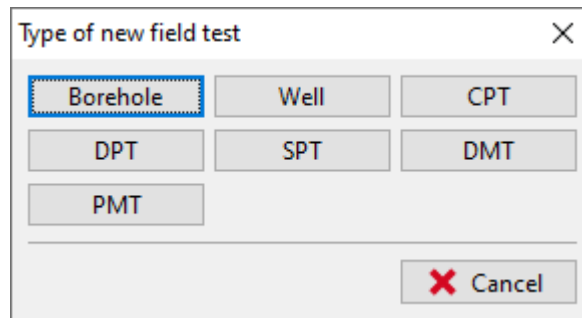 Type of new field test
Borehole Well CPT
DPT SPT DMT
PMT
Cancel